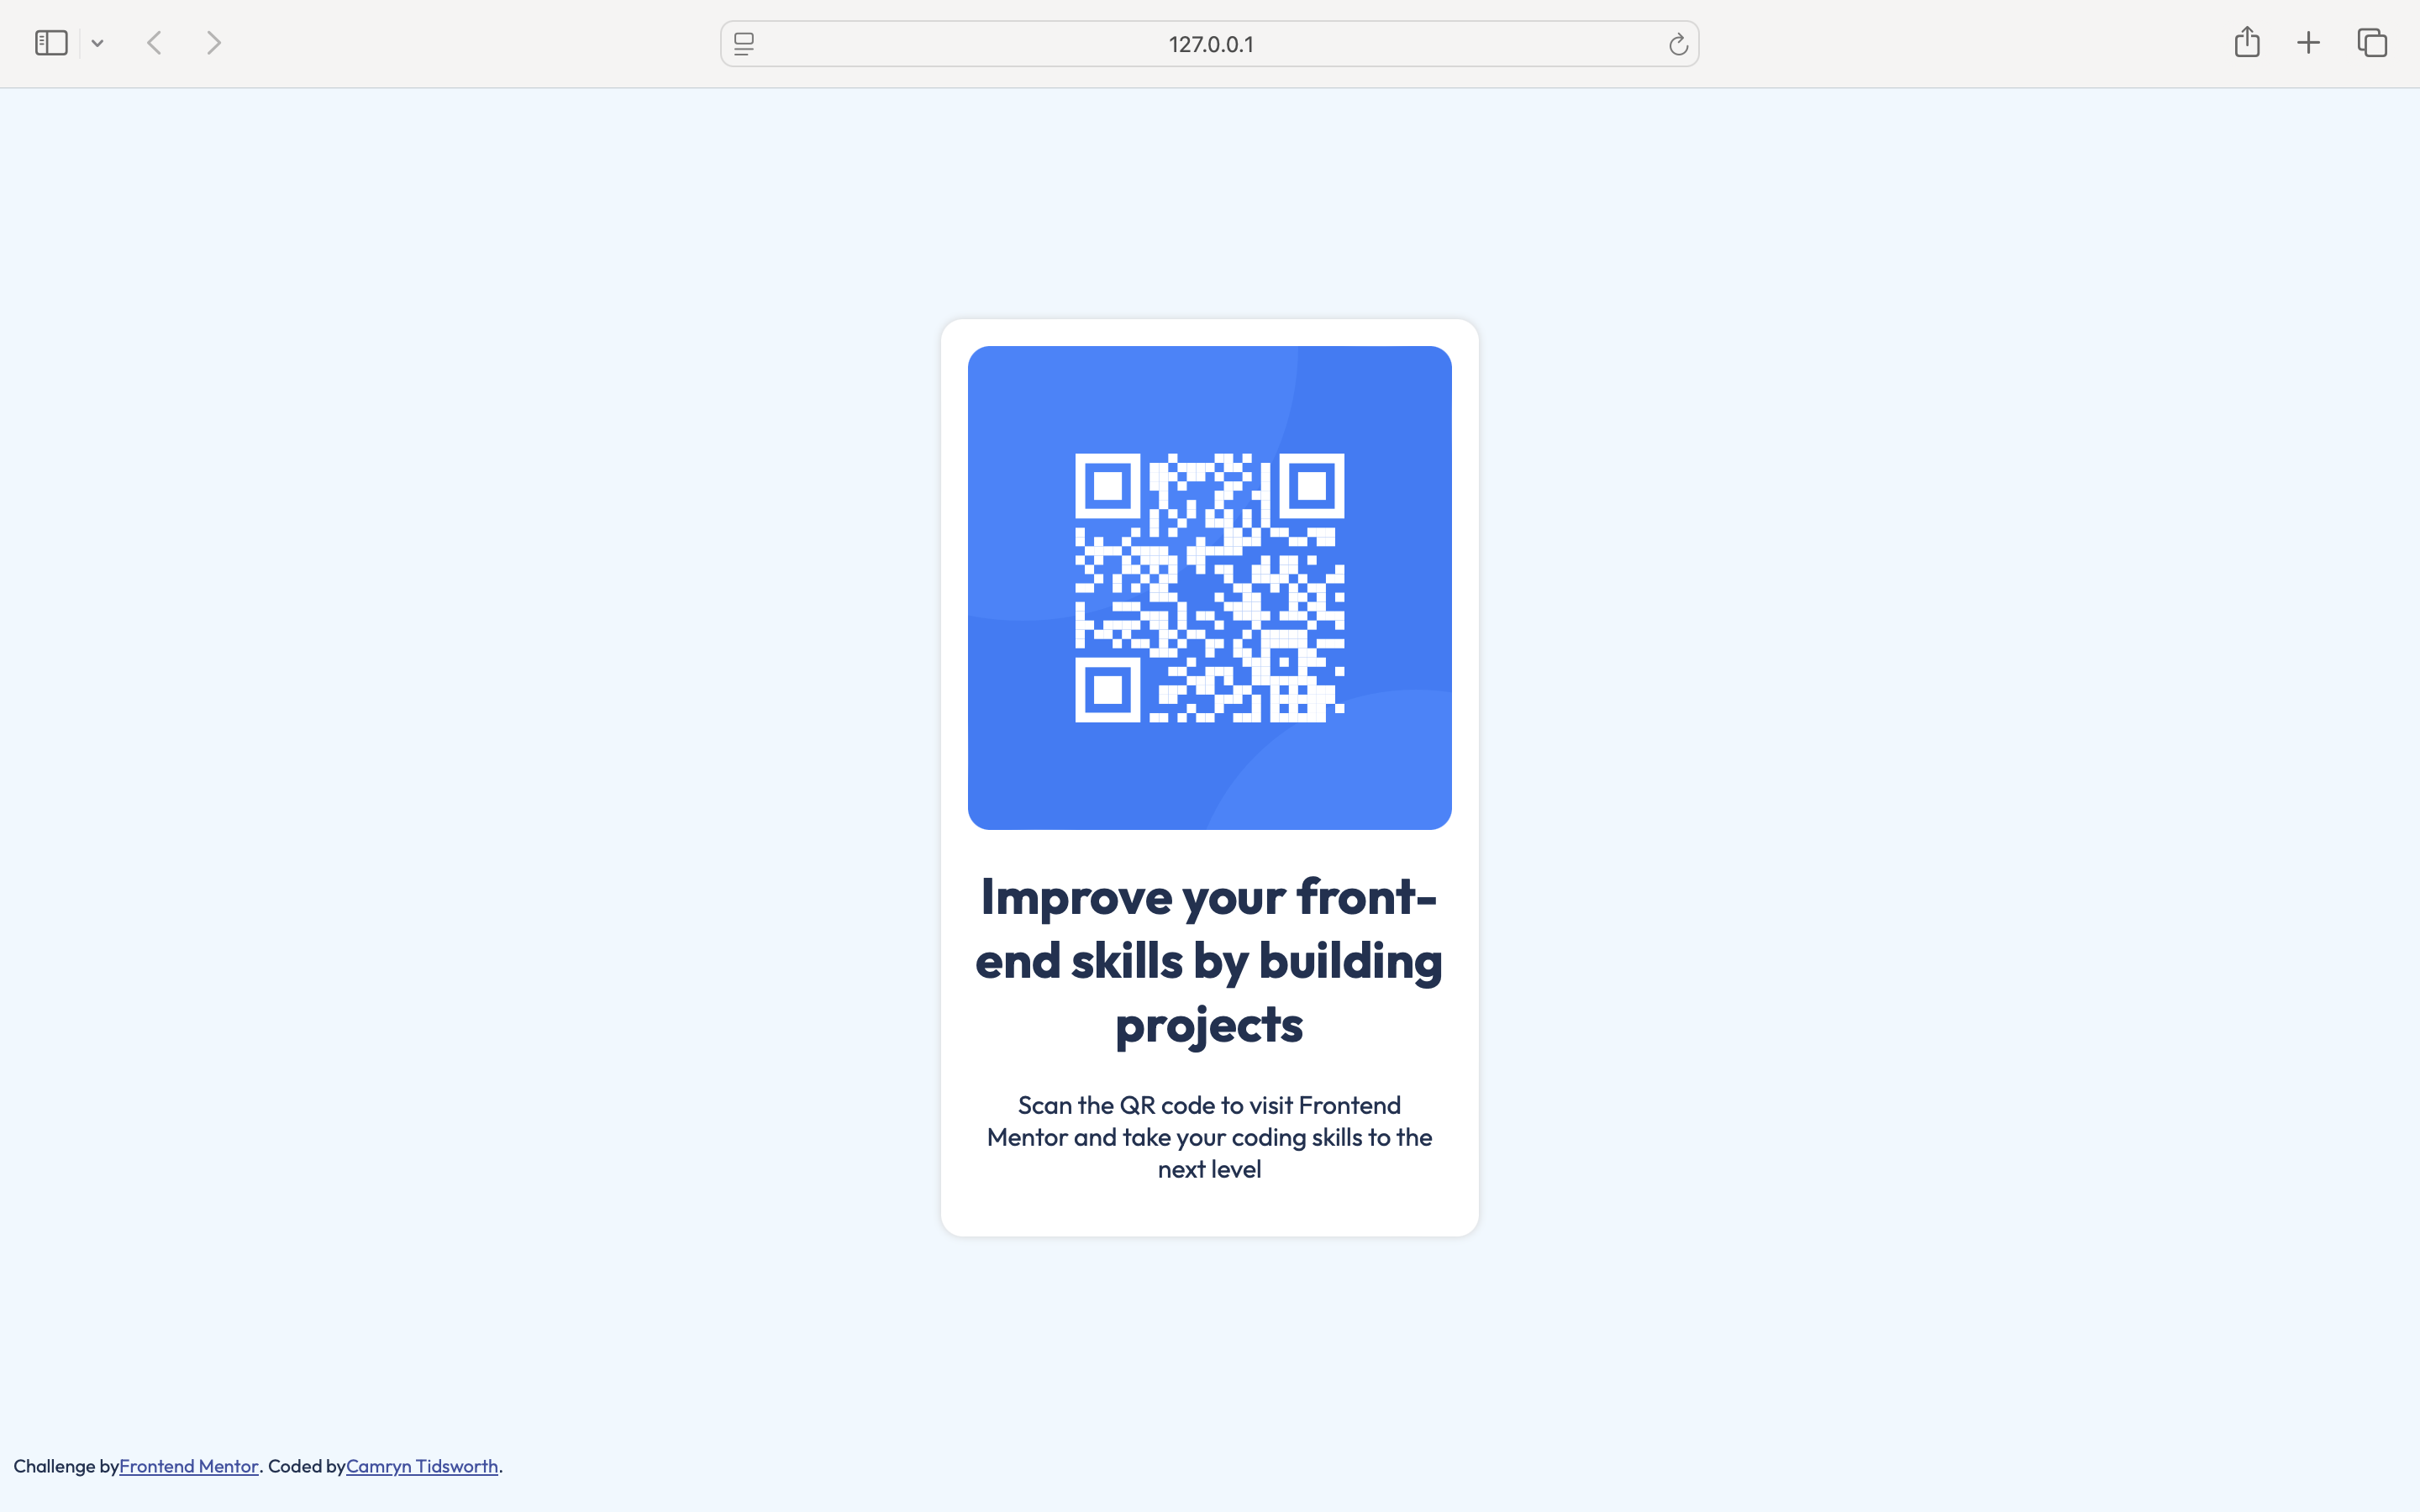 127.0.0.1
Improve your front-
end skills by building
projects
Scan the QR code to visit Frontend
Mentor and take your coding skills to the
next level
Challenge byFrontend Mentor. Coded byCamryn Tidsworth.